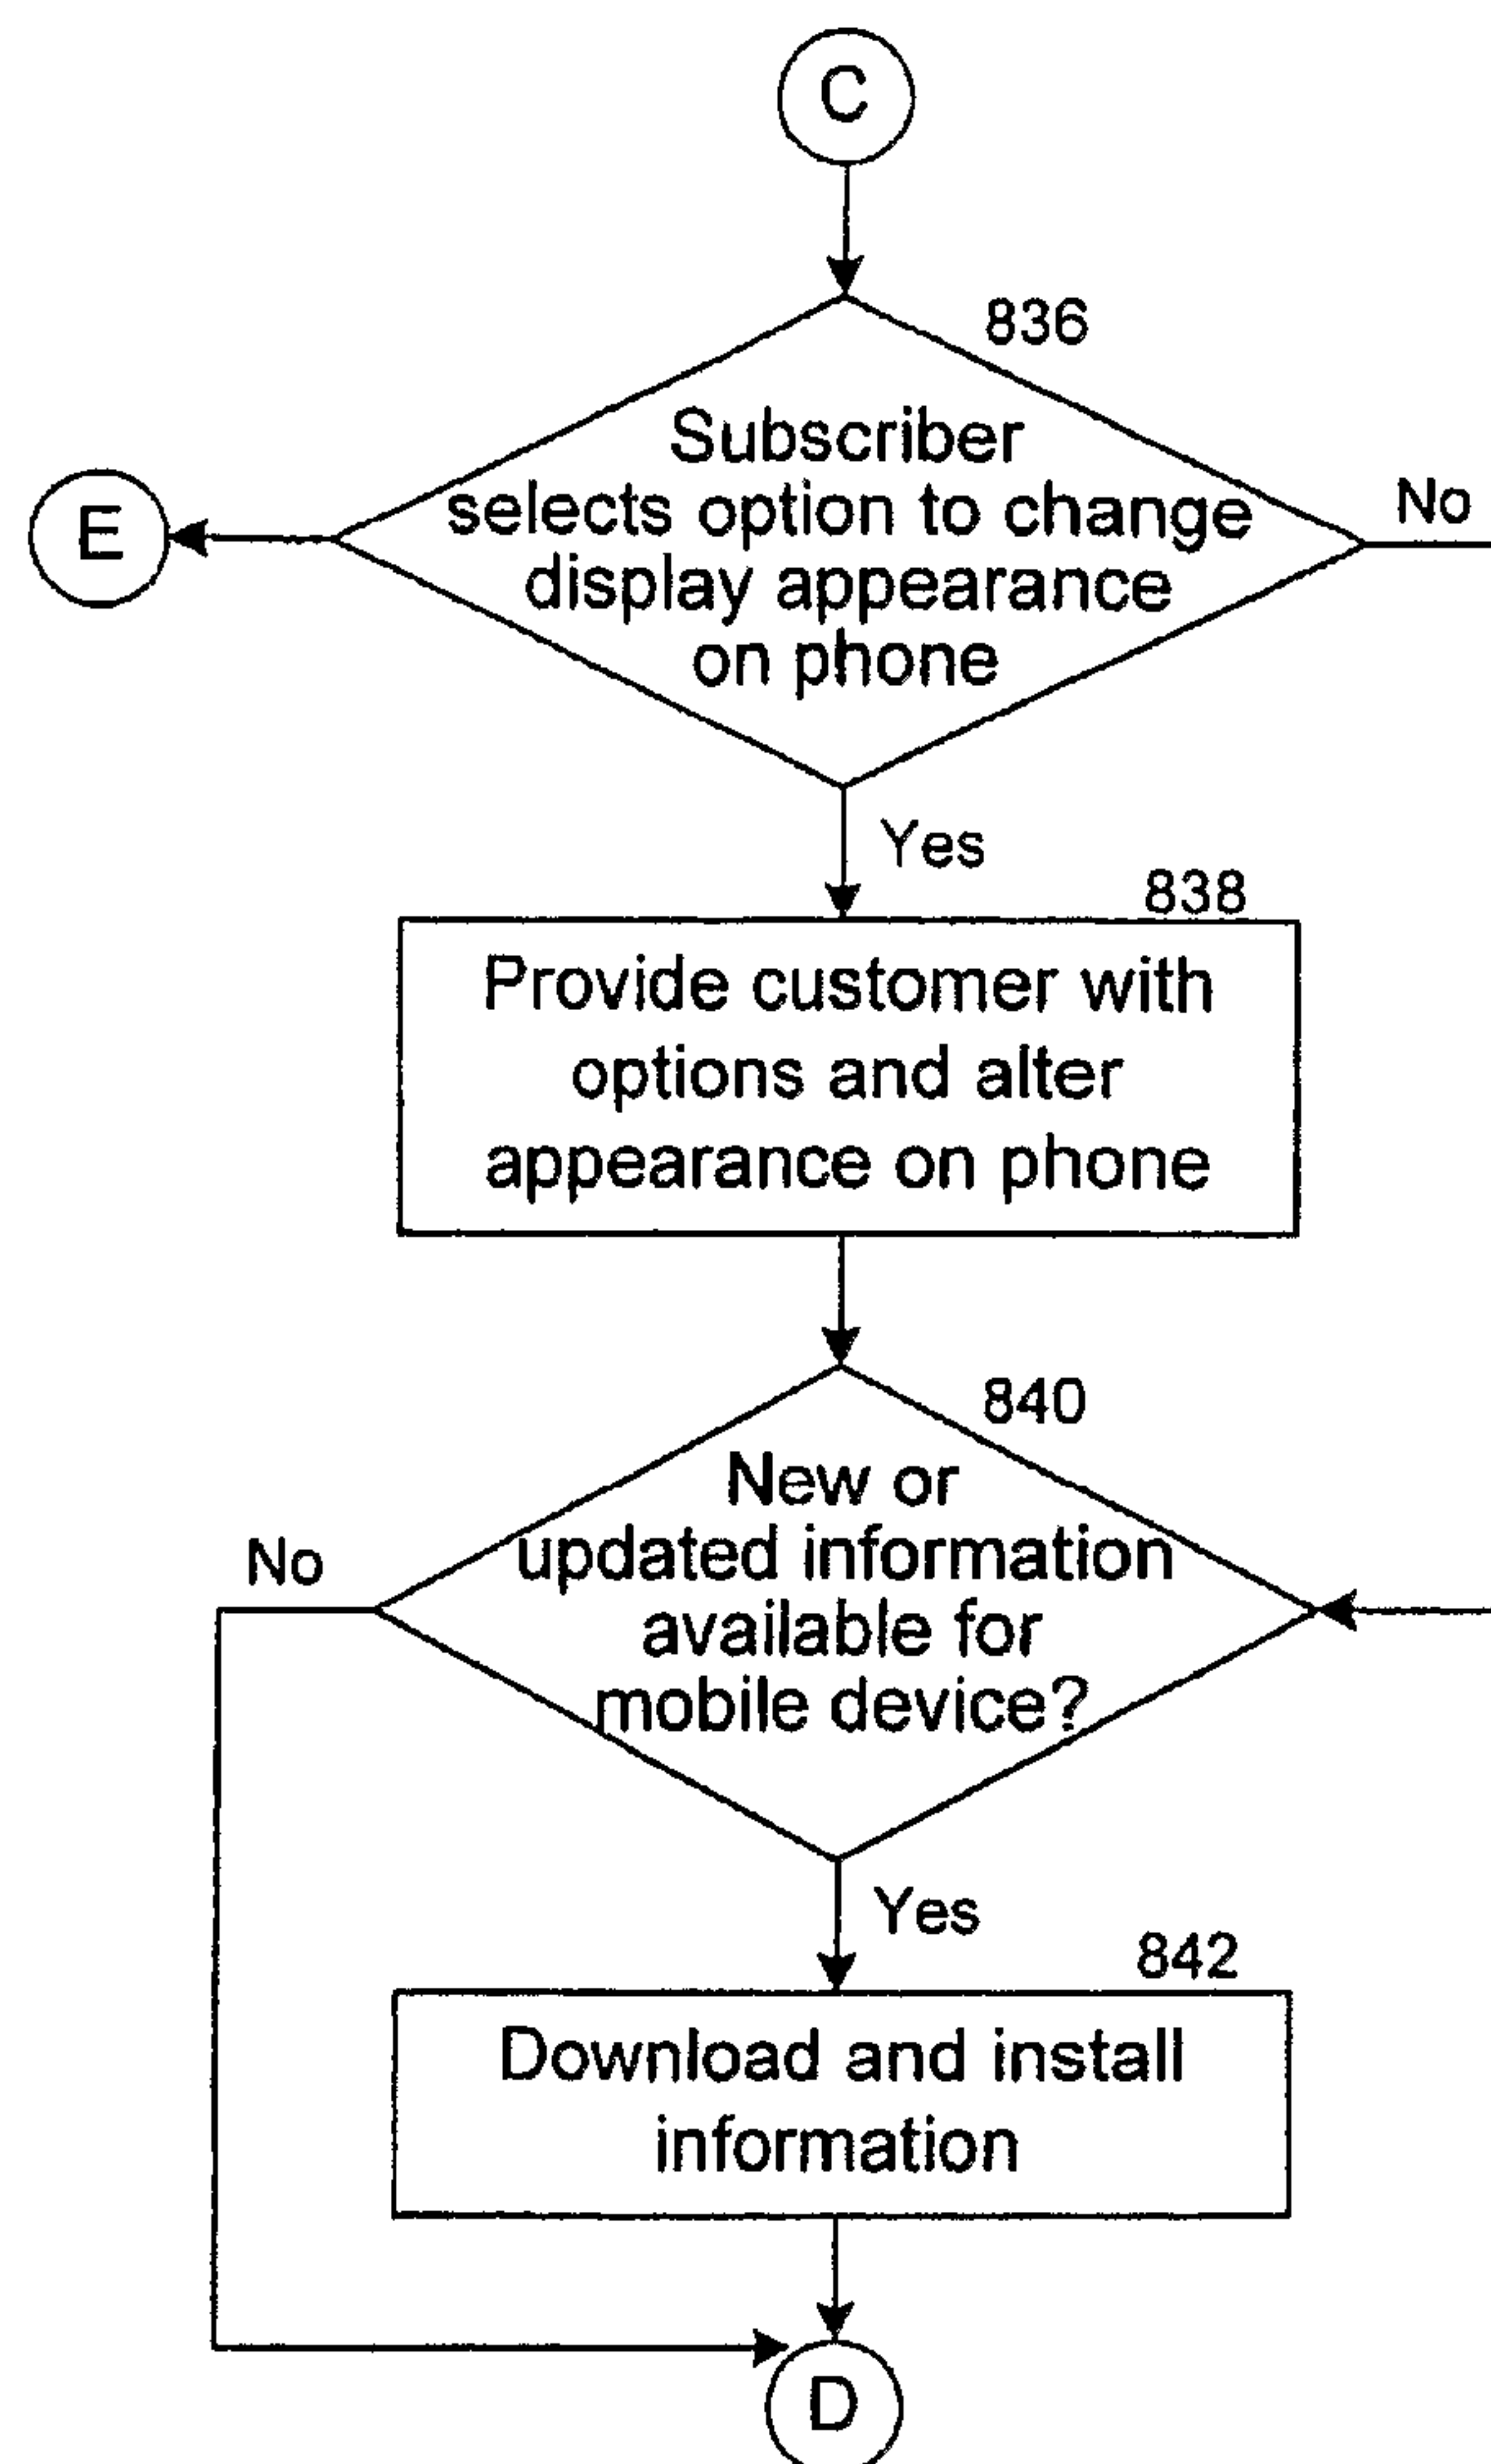 C
836
Subscriber
selects option to change
display appearance
on phone
E
No
Yes
838
Provide customer with
options and alter
appearance on phone
840
New or
updated information
available for
mobile device?
No
Yes
842
Download and install
information
D